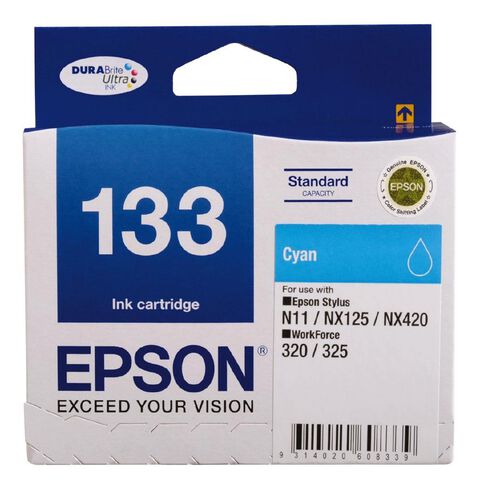 DURABrite
Ultra
INK
Genuine EPSON
EPSON
Color Shifting Label
Standard
CAPACITY
133
Ink cartridge
Cyan
For use with
■Epson Stylus
N11 / NX125 / NX420
■WorkForce
320 / 325
EPSON®
EXCEED YOUR VISION
9 314020 608339